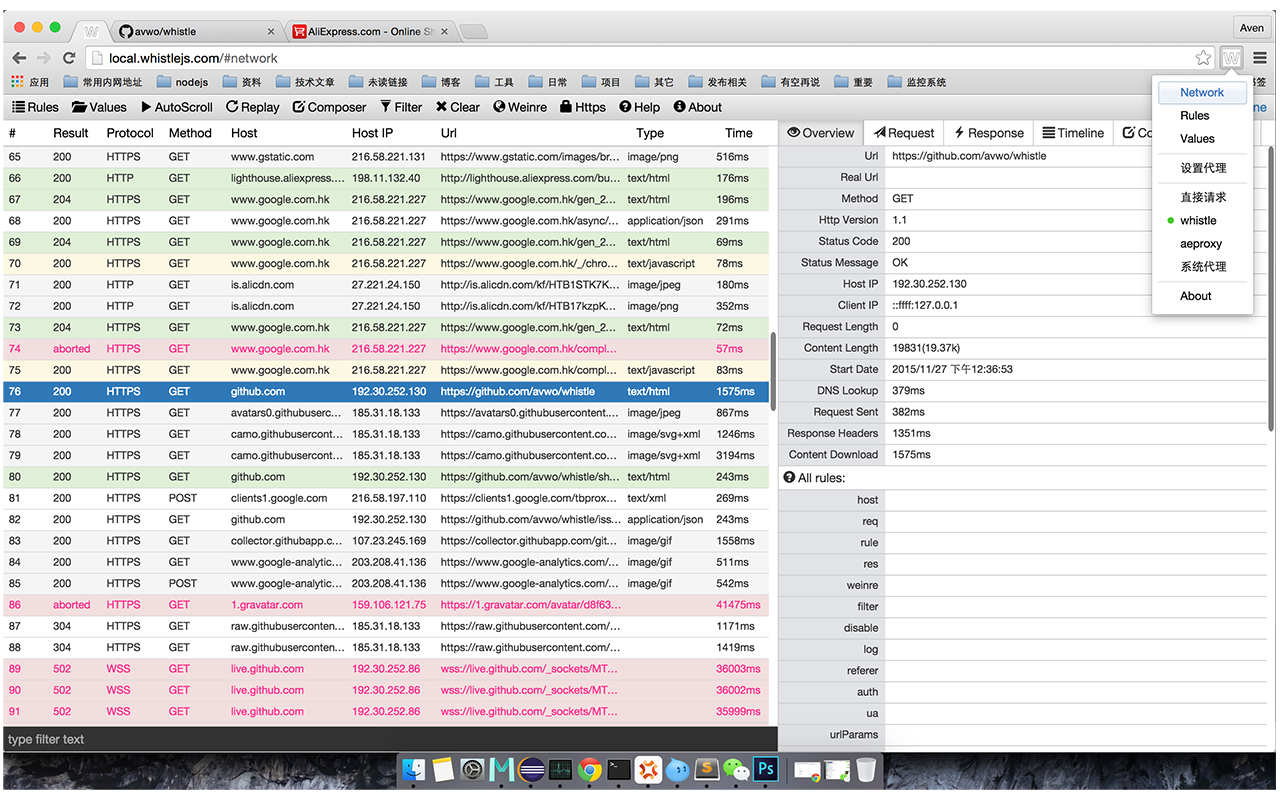 W avwo/whistle AliExpress.com - Online Sh Aven
local.whistlejs.com/#network W
应用 常用内网地址 nodejs 资料 技术文章 未读链接 博客 工具 日常 项目 其它 发布相关 有空再说 重要 监控系统
Rules Values AutoScroll Replay Composer Filter Clear Weinre Https Help About
# Result Protocol Method Host Host IP Url Type Time
65 200 HTTPS GET www.gstatic.com 216.58.221.131 https://www.gstatic.com/images/br... image/png 516ms
66 200 HTTP GET lighthouse.aliexpress.... 198.11.132.40 http://lighthouse.aliexpress.com/bu... text/html 176ms
67 204 HTTPS GET www.google.com.hk 216.58.221.227 https://www.google.com.hk/gen_2... text/html 196ms
68 200 HTTPS GET www.google.com.hk 216.58.221.227 https://www.google.com.hk/async/... application/json 291ms
69 204 HTTPS GET www.google.com.hk 216.58.221.227 https://www.google.com.hk/gen_2... text/html 69ms
70 200 HTTPS GET www.google.com.hk 216.58.221.227 https://www.google.com.hk/_/chro... text/javascript 78ms
71 200 HTTP GET is.alicdn.com 27.221.24.150 http://is.alicdn.com/kf/HTB1STK7K... image/jpeg 180ms
72 200 HTTP GET is.alicdn.com 27.221.24.150 http://is.alicdn.com/kf/HTB17kzpK... image/png 352ms
73 204 HTTPS GET www.google.com.hk 216.58.221.227 https://www.google.com.hk/gen_2... text/html 72ms
74 aborted HTTPS GET www.google.com.hk 216.58.221.227 https://www.google.com.hk/compl... 57ms
75 200 HTTPS GET www.google.com.hk 216.58.221.227 https://www.google.com.hk/compl... text/javascript 83ms
76 200 HTTPS GET github.com 192.30.252.130 https://github.com/avwo/whistle text/html 1575ms
77 200 HTTPS GET avatars0.githubuserc... 185.31.18.133 https://avatars0.githubusercontent.... image/jpeg 867ms
78 200 HTTPS GET camo.githubusercont... 185.31.18.133 https://camo.githubusercontent.co... image/svg+xml 1246ms
79 200 HTTPS GET camo.githubusercont... 185.31.18.133 https://camo.githubusercontent.co... image/svg+xml 3194ms
80 200 HTTPS GET github.com 192.30.252.130 https://github.com/avwo/whistle/sh... text/html 243ms
81 200 HTTPS POST clients1.google.com 216.58.197.110 https://clients1.google.com/tbprox... text/xml 269ms
82 200 HTTPS GET github.com 192.30.252.130 https://github.com/avwo/whistle/iss... application/json 243ms
83 200 HTTPS GET collector.githubapp.c... 107.23.245.169 https://collector.githubapp.com/git... image/gif 1558ms
84 200 HTTPS GET www.google-analytic... 203.208.41.136 https://www.google-analytics.com/... image/gif 511ms
85 200 HTTPS POST www.google-analytic... 203.208.41.136 https://www.google-analytics.com/... image/gif 542ms
86 aborted HTTPS GET 1.gravatar.com 159.106.121.75 https://1.gravatar.com/avatar/d8f63... 41475ms
87 304 HTTPS GET raw.githubuserconten... 185.31.18.133 https://raw.githubusercontent.com/... 1171ms
88 304 HTTPS GET raw.githubuserconten... 185.31.18.133 https://raw.githubusercontent.com/... 1419ms
89 502 WSS GET live.github.com 192.30.252.86 wss://live.github.com/_sockets/MT... 36003ms
90 502 WSS GET live.github.com 192.30.252.86 wss://live.github.com/_sockets/MT... 36002ms
91 502 WSS GET live.github.com 192.30.252.86 wss://live.github.com/_sockets/MT... 35999ms
type filter text
Overview Request Response Timeline Co
Url https://github.com/avwo/whistle
Real Url
Method GET
Http Version 1.1
Status Code 200
Status Message OK
Host IP 192.30.252.130
Client IP ::ffff:127.0.0.1
Request Length 0
Content Length 19831(19.37k)
Start Date 2015/11/27 下午12:36:53
DNS Lookup 379ms
Request Sent 382ms
Response Headers 1351ms
Content Download 1575ms
All rules:
host
req
rule
res
weinre
filter
disable
log
referer
auth
ua
urlParams
Network
Rules
Values
设置代理
直接请求
whistle
aeproxy
系统代理
About
Ps